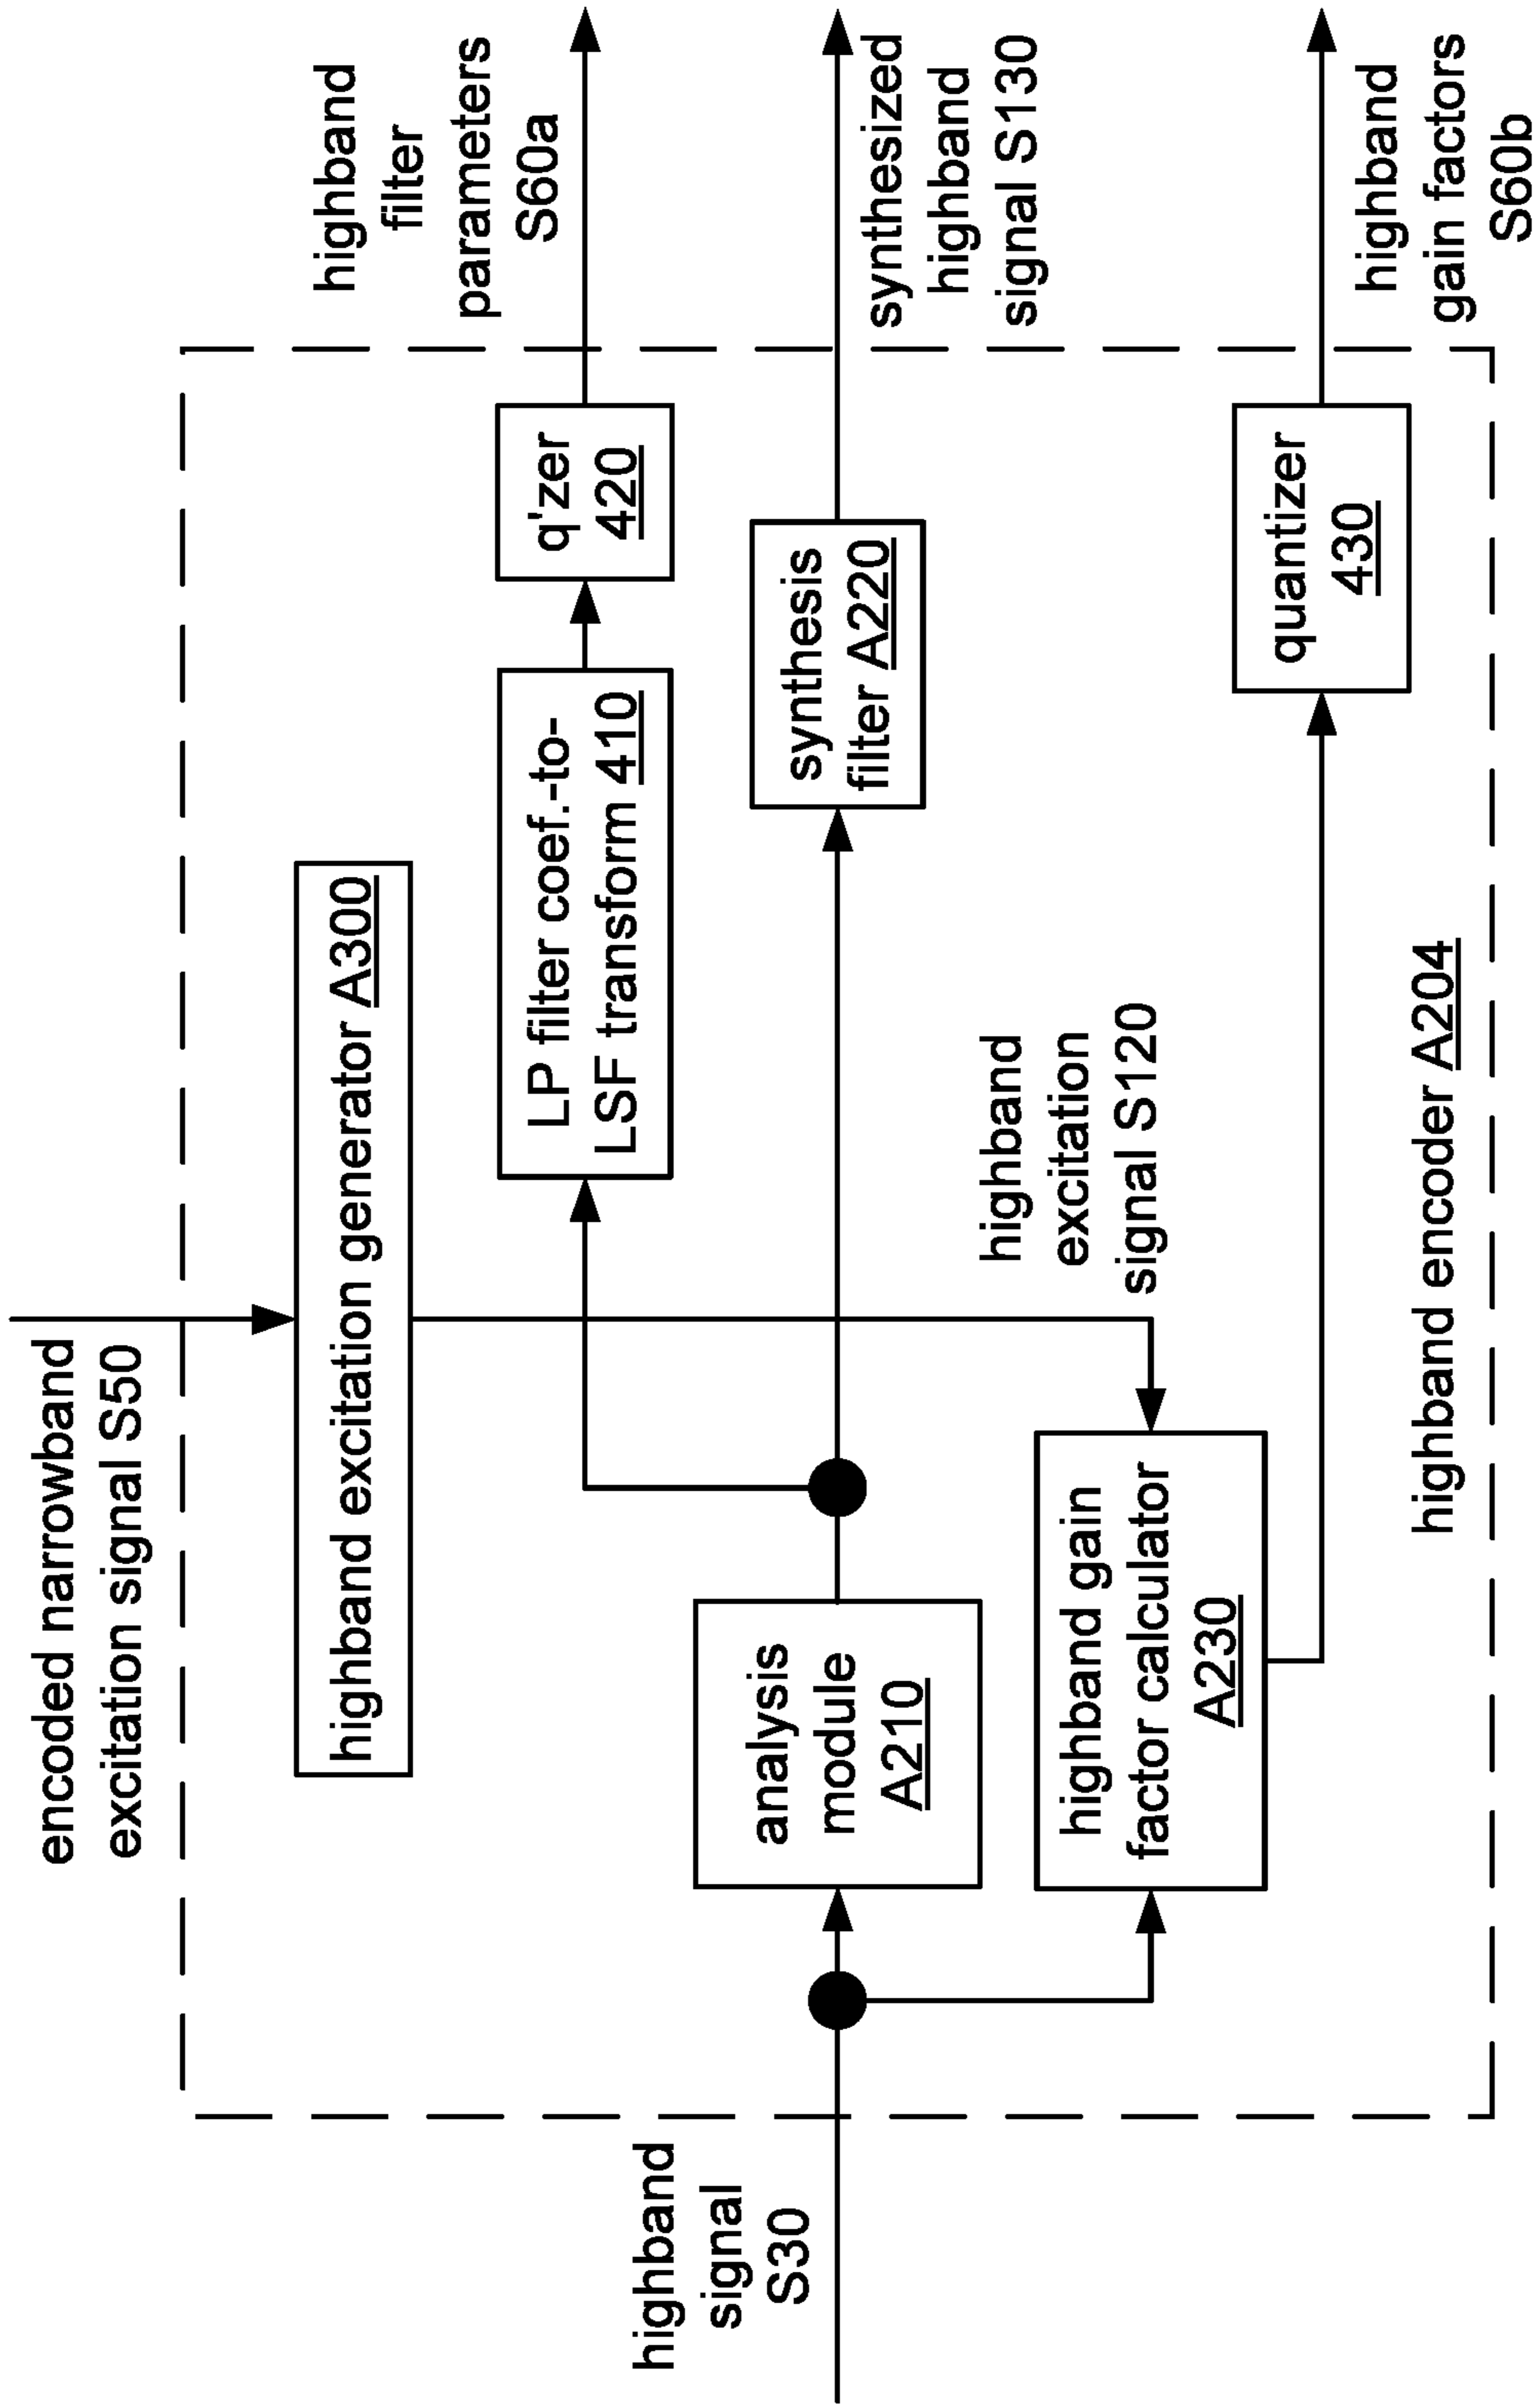 encoded narrowband
excitation signal S50
highband excitation generator A300
highband
filter
parameters
S60a
LP filter coef.-to-
LSF transform 410
q'zer
420
highband
signal
S30
analysis
module
A210
synthesis
filter A220
synthesized
highband
signal S130
highband
excitation
signal S120
highband gain
factor calculator
A230
quantizer
430
highband
gain factors
S60b
highband encoder A204